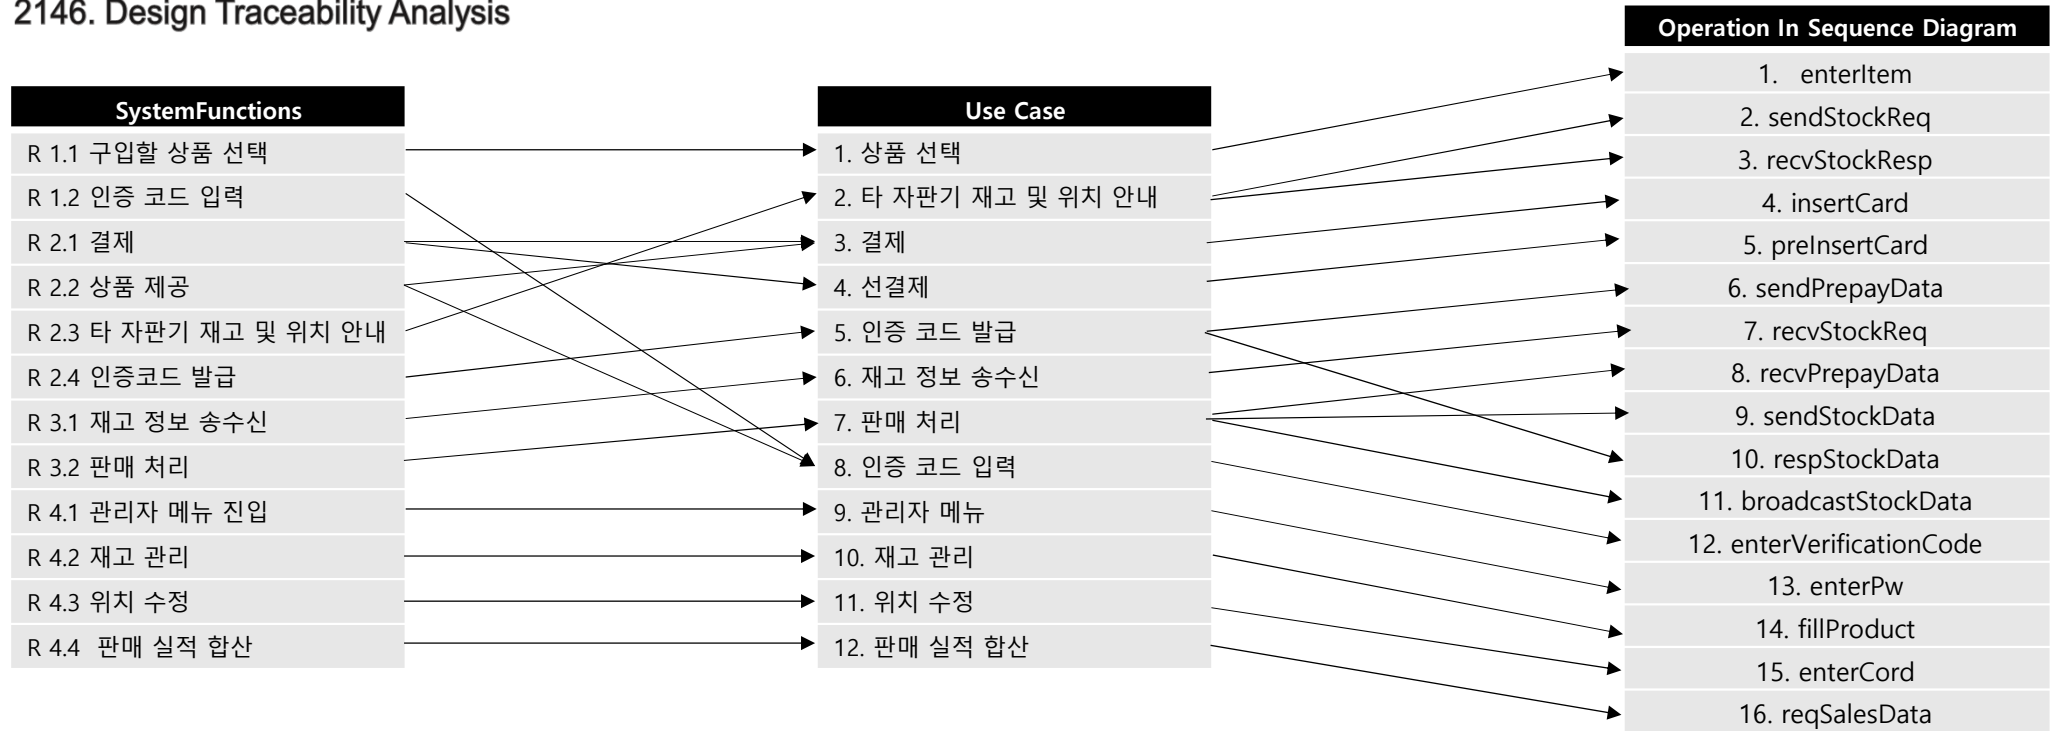 2146. Design Traceability Analysis
SystemFunctions
R 1.1 구입할 상품 선택
R 1.2 인증 코드 입력
R 2.1 결제
R 2.2 상품 제공
R 2.3 타 자판기 재고 및 위치 안내
R 2.4 인증코드 발급
R 3.1 재고 정보 송수신
R 3.2 판매 처리
R 4.1 관리자 메뉴 진입
R 4.2 재고 관리
R 4.3 위치 수정
R 4.4 판매 실적 합산
Use Case
1. 상품 선택
2. 타 자판기 재고 및 위치 안내
3. 결제
4. 선결제
5. 인증 코드 발급
6. 재고 정보 송수신
7. 판매 처리
8. 인증 코드 입력
9. 관리자 메뉴
10. 재고 관리
11. 위치 수정
12. 판매 실적 합산
Operation In Sequence Diagram
1. enterItem
2. sendStockReq
3. recvStockResp
4. insertCard
5. preInsertCard
6. sendPrepayData
7. recvStockReq
8. recvPrepayData
9. sendStockData
10. respStockData
11. broadcastStockData
12. enterVerificationCode
13. enterPw
14. fillProduct
15. enterCord
16. reqSalesData